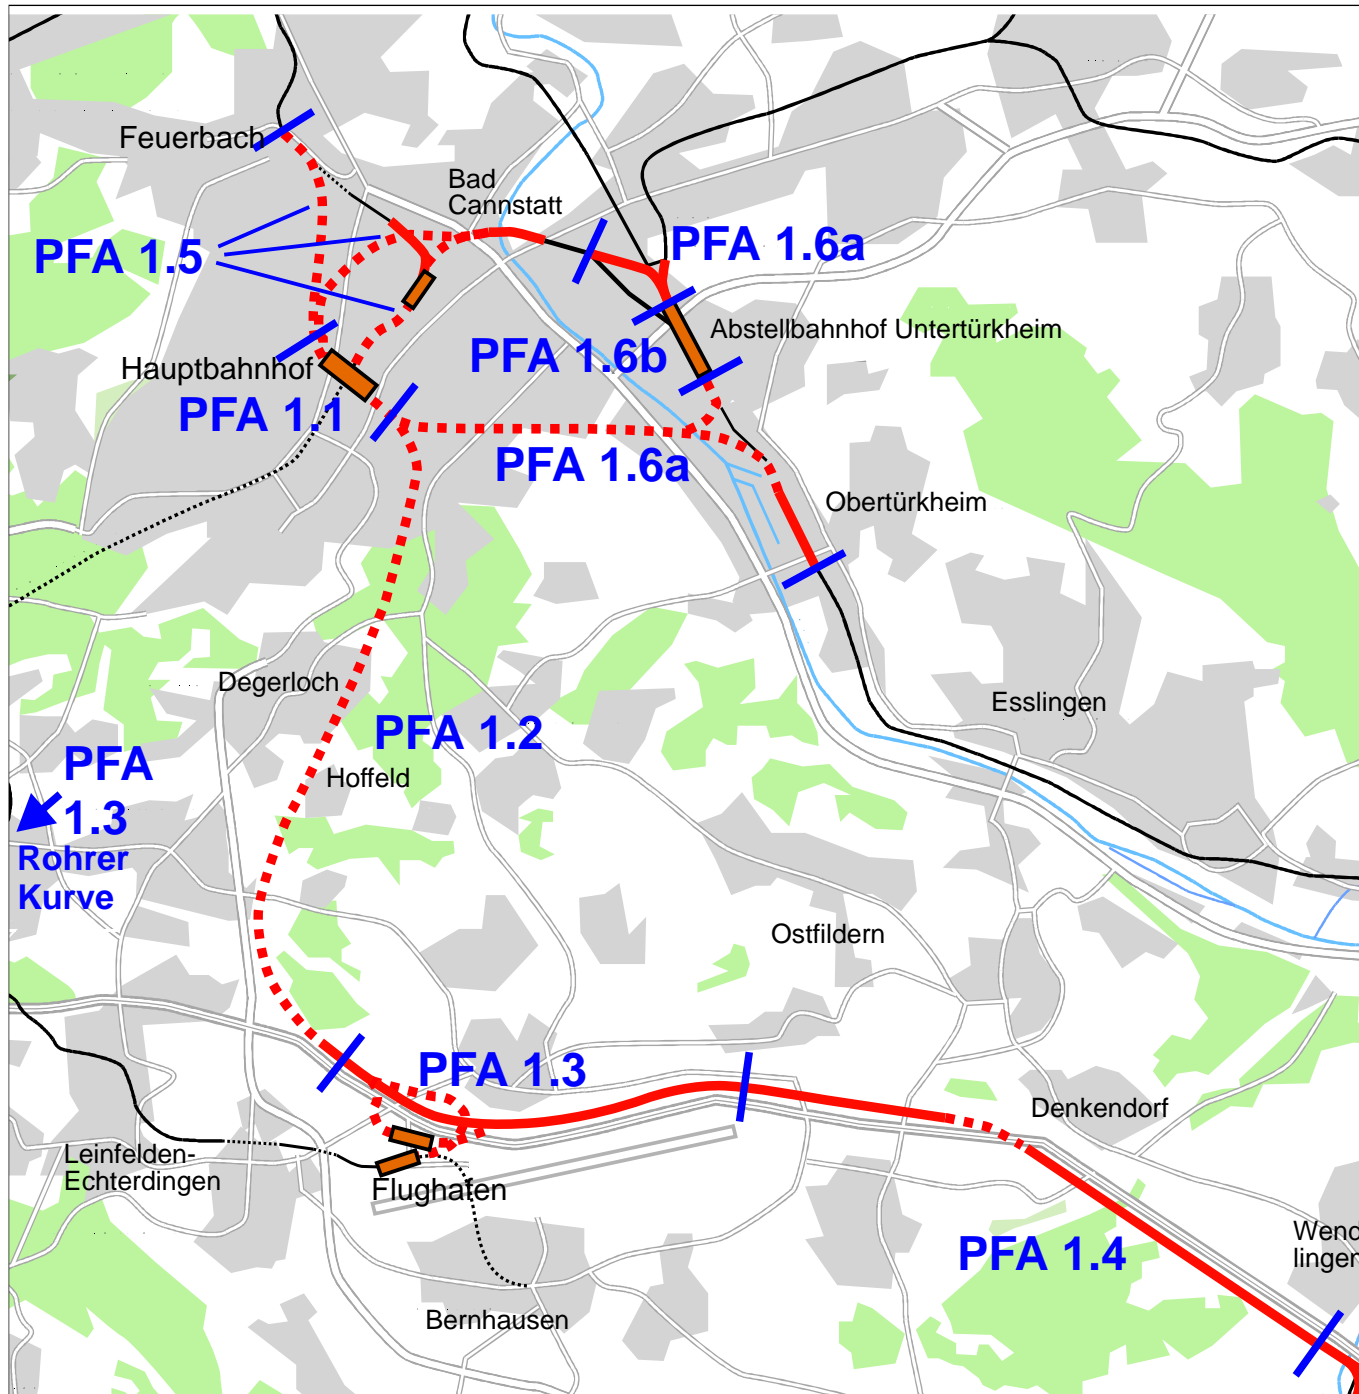 Feuerbach
Bad
Cannstatt
PFA 1.5
PFA 1.6a
Abstellbahnhof Untertürkheim
PFA 1.6b
Hauptbahnhof
PFA 1.1
PFA 1.6a
Obertürkheim
Degerloch
Esslingen
PFA 1.2
PFA
1.3
Rohrer
Kurve
Hoffeld
Ostfildern
PFA 1.3
Denkendorf
Leinfelden-
Echterdingen
Flughafen
PFA 1.4
Wend
linger
Bernhausen